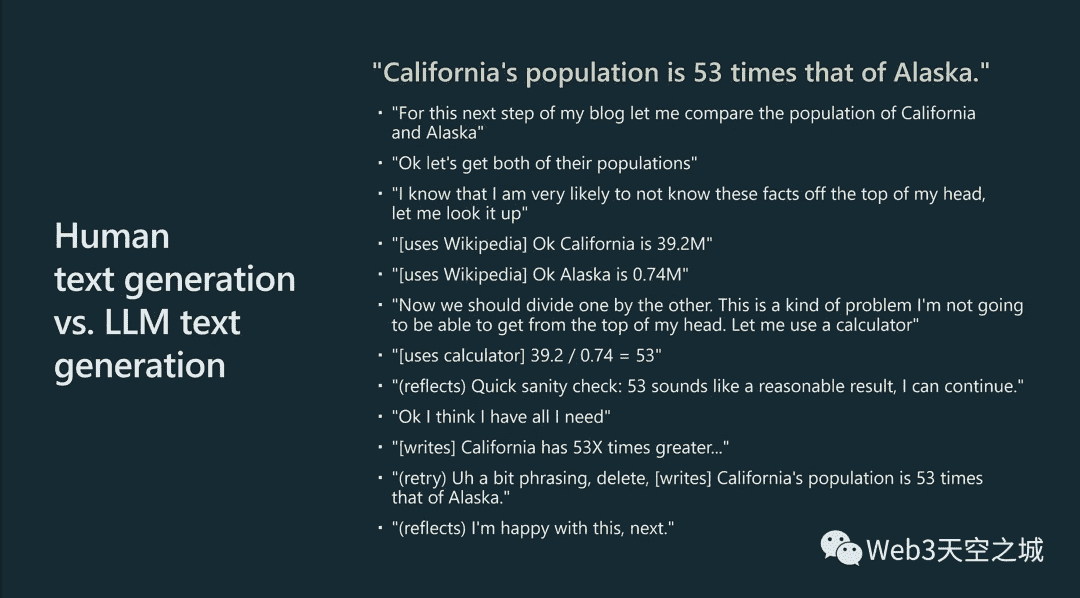 Human
text generation
vs. LLM text
generation
"California's population is 53 times that of Alaska."
· "For this next step of my blog let me compare the population of California
and Alaska"
· "Ok let's get both of their populations"
· "I know that I am very likely to not know these facts off the top of my head,
let me look it up"
· "[uses Wikipedia] Ok California is 39.2M"
· "[uses Wikipedia] Ok Alaska is 0.74M"
· "Now we should divide one by the other. This is a kind of problem I'm not going
to be able to get from the top of my head. Let me use a calculator"
· "[uses calculator] 39.2 / 0.74 = 53"
· "(reflects) Quick sanity check: 53 sounds like a reasonable result, I can continue."
· "Ok I think I have all I need"
· "[writes] California has 53X times greater..."
· "(retry) Uh a bit phrasing, delete, [writes] California's population is 53 times
that of Alaska."
· "(reflects) I'm happy with this, next."
Web3天空之城